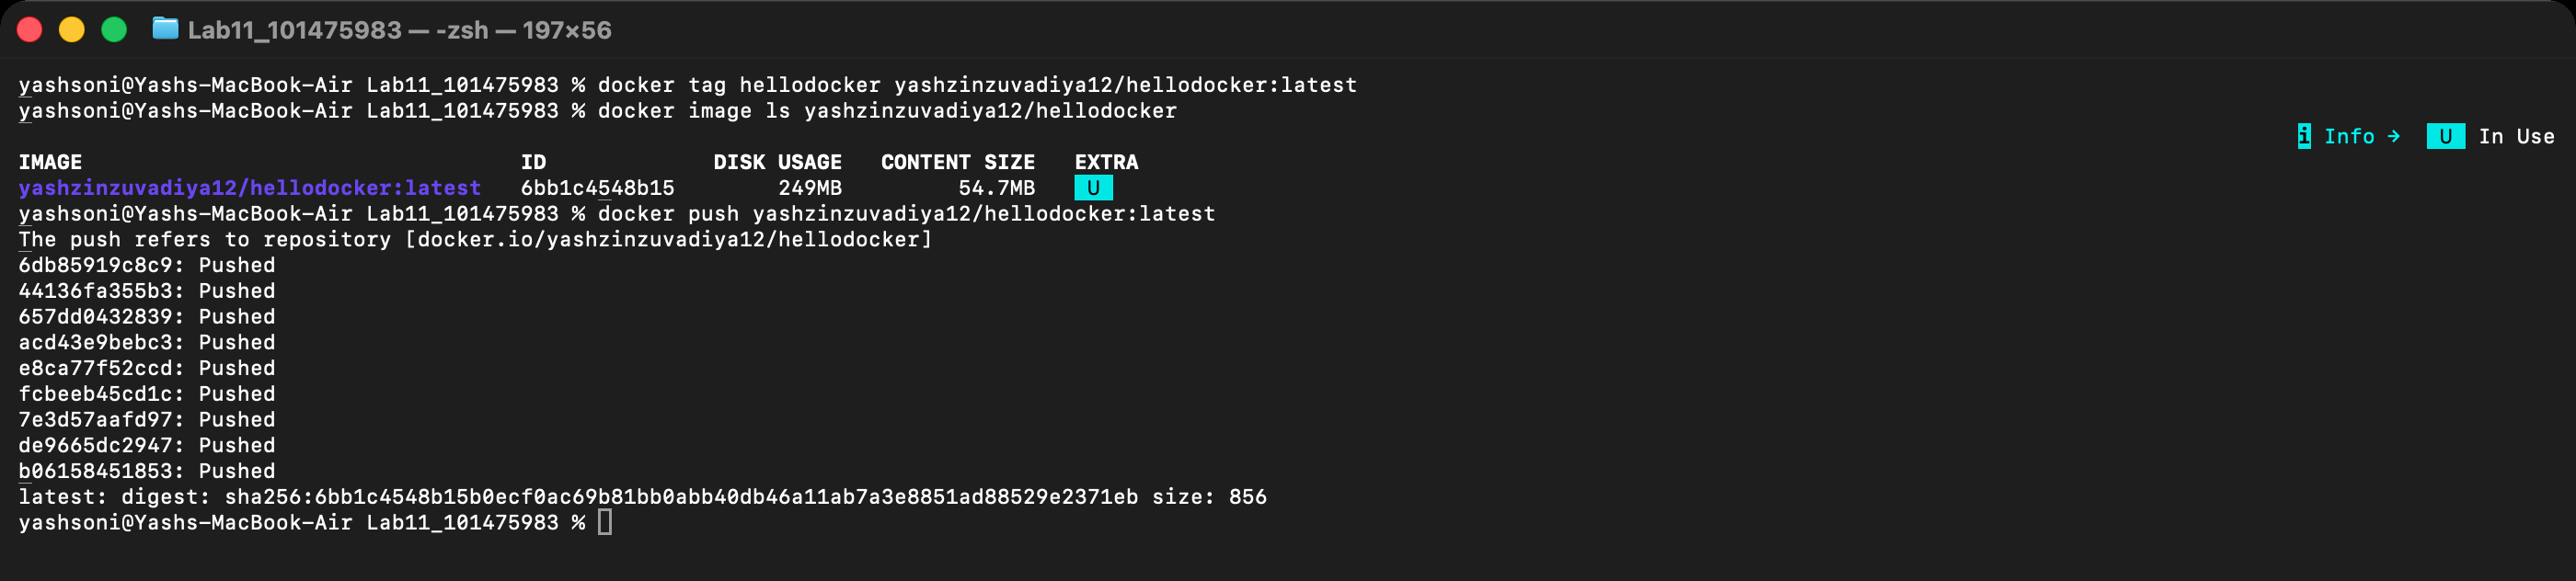 Lab11_101475983 — -zsh — 197×56
yashsoni@Yashs-MacBook-Air Lab11_101475983 % docker tag hellodocker yashzinzuvadiya12/hellodocker:latest
yashsoni@Yashs-MacBook-Air Lab11_101475983 % docker image ls yashzinzuvadiya12/hellodocker
i Info → U In Use
IMAGE ID DISK USAGE CONTENT SIZE EXTRA
yashzinzuvadiya12/hellodocker:latest 6bb1c4548b15 249MB 54.7MB U
yashsoni@Yashs-MacBook-Air Lab11_101475983 % docker push yashzinzuvadiya12/hellodocker:latest
The push refers to repository [docker.io/yashzinzuvadiya12/hellodocker]
6db85919c8c9: Pushed
44136fa355b3: Pushed
657dd0432839: Pushed
acd43e9bebc3: Pushed
e8ca77f52ccd: Pushed
fcbeeb45cd1c: Pushed
7e3d57aafd97: Pushed
de9665dc2947: Pushed
b06158451853: Pushed
latest: digest: sha256:6bb1c4548b15b0ecf0ac69b81bb0abb40db46a11ab7a3e8851ad88529e2371eb size: 856
yashsoni@Yashs-MacBook-Air Lab11_101475983 %